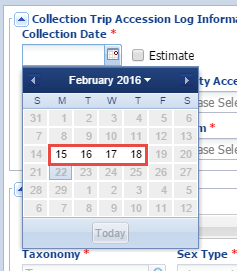 Collection Trip Accession Log Informa
Collection Date *
Estimate
February 2016
ty Acce
S M T W T F S
31 1 2 3 4 5 6
ase Sele
7 8 9 10 11 12 13
m *
14 15 16 17 18 19 20
ase Sele
21 22 23 24 25 26 27
28 29 1 2 3 4 5
6 7 8 9 10 11 12
Today
Taxonomy * Sex Type *
Please Sele